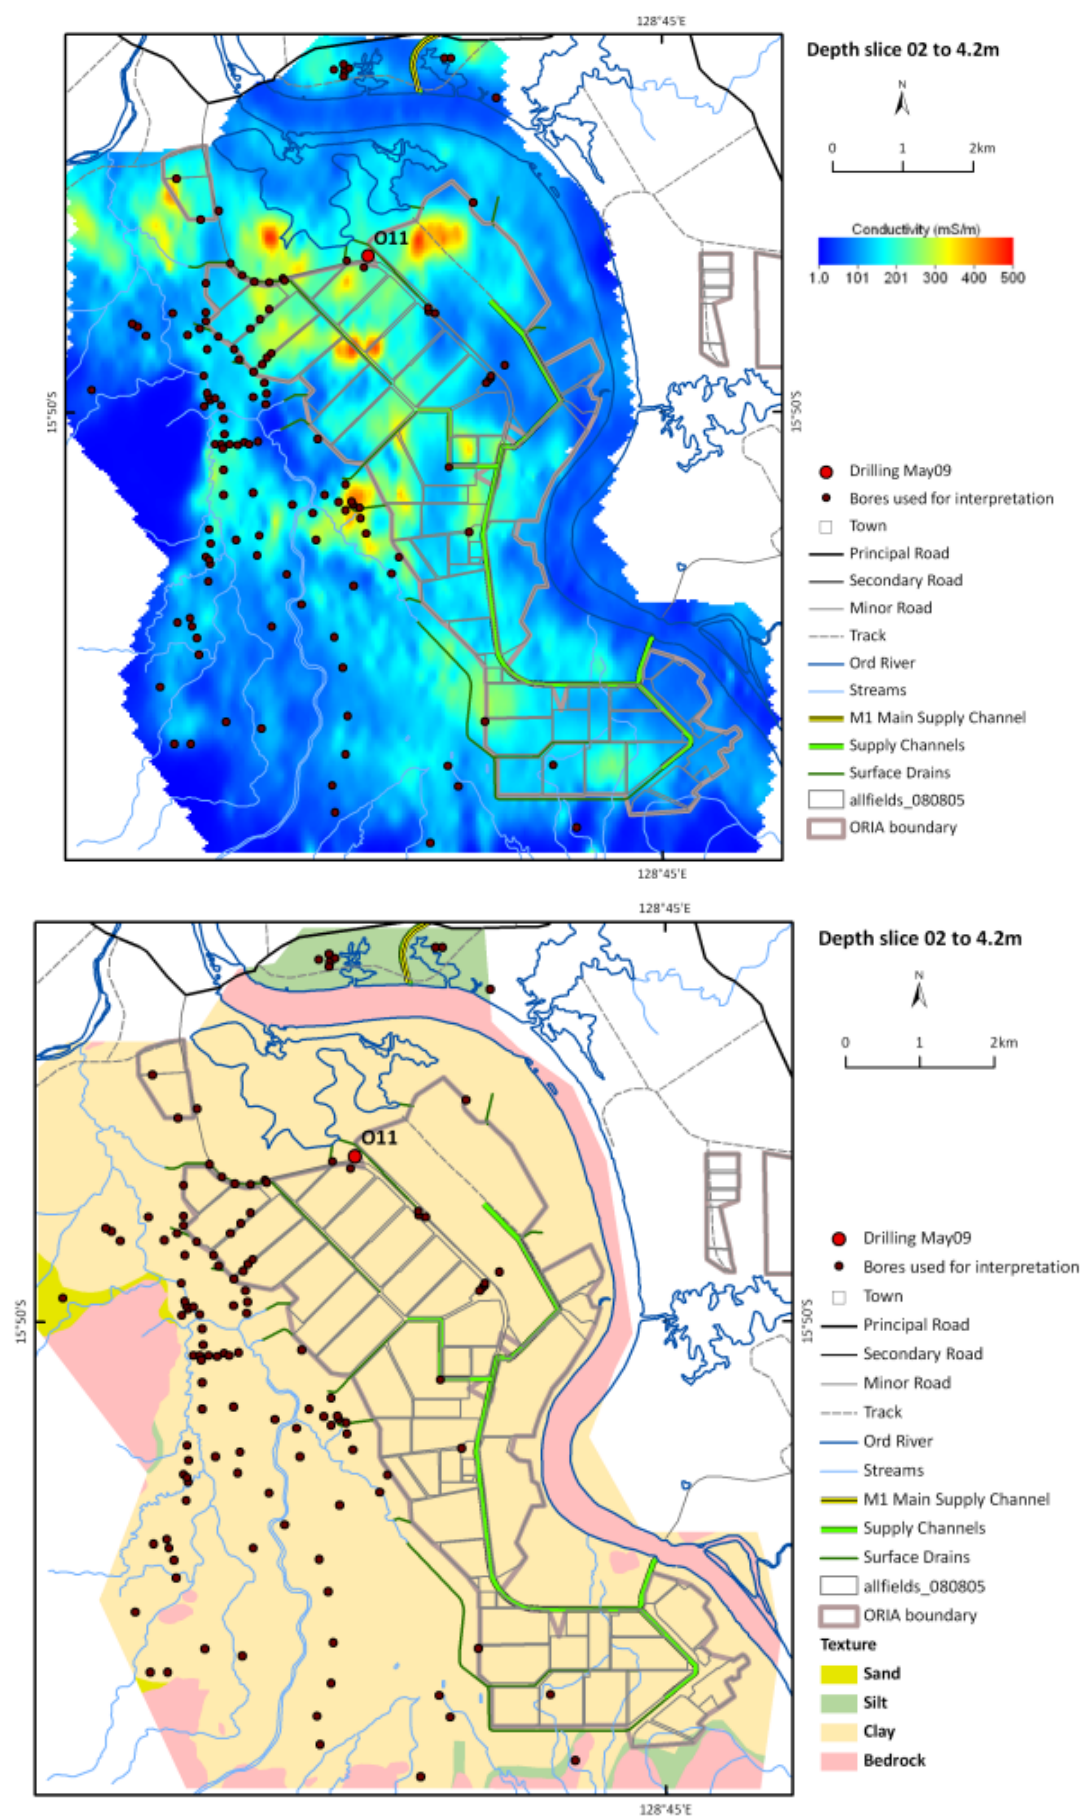 128°45'E
Depth slice 02 to 4.2m
N
0 1 2km
Conductivity (mS/m)
1.0 101 201 300 400 500
O11
15°50'S
15°50'S
Drilling May09
Bores used for interpretation
Town
Principal Road
Secondary Road
Minor Road
Track
Ord River
Streams
M1 Main Supply Channel
Supply Channels
Surface Drains
allfields_080805
ORIA boundary
128°45'E
128°45'E
Depth slice 02 to 4.2m
N
0 1 2km
O11
15°50'S
15°50'S
Drilling May09
Bores used for interpretation
Town
Principal Road
Secondary Road
Minor Road
Track
Ord River
Streams
M1 Main Supply Channel
Supply Channels
Surface Drains
allfields_080805
ORIA boundary
Texture
Sand
Silt
Clay
Bedrock
128°45'E